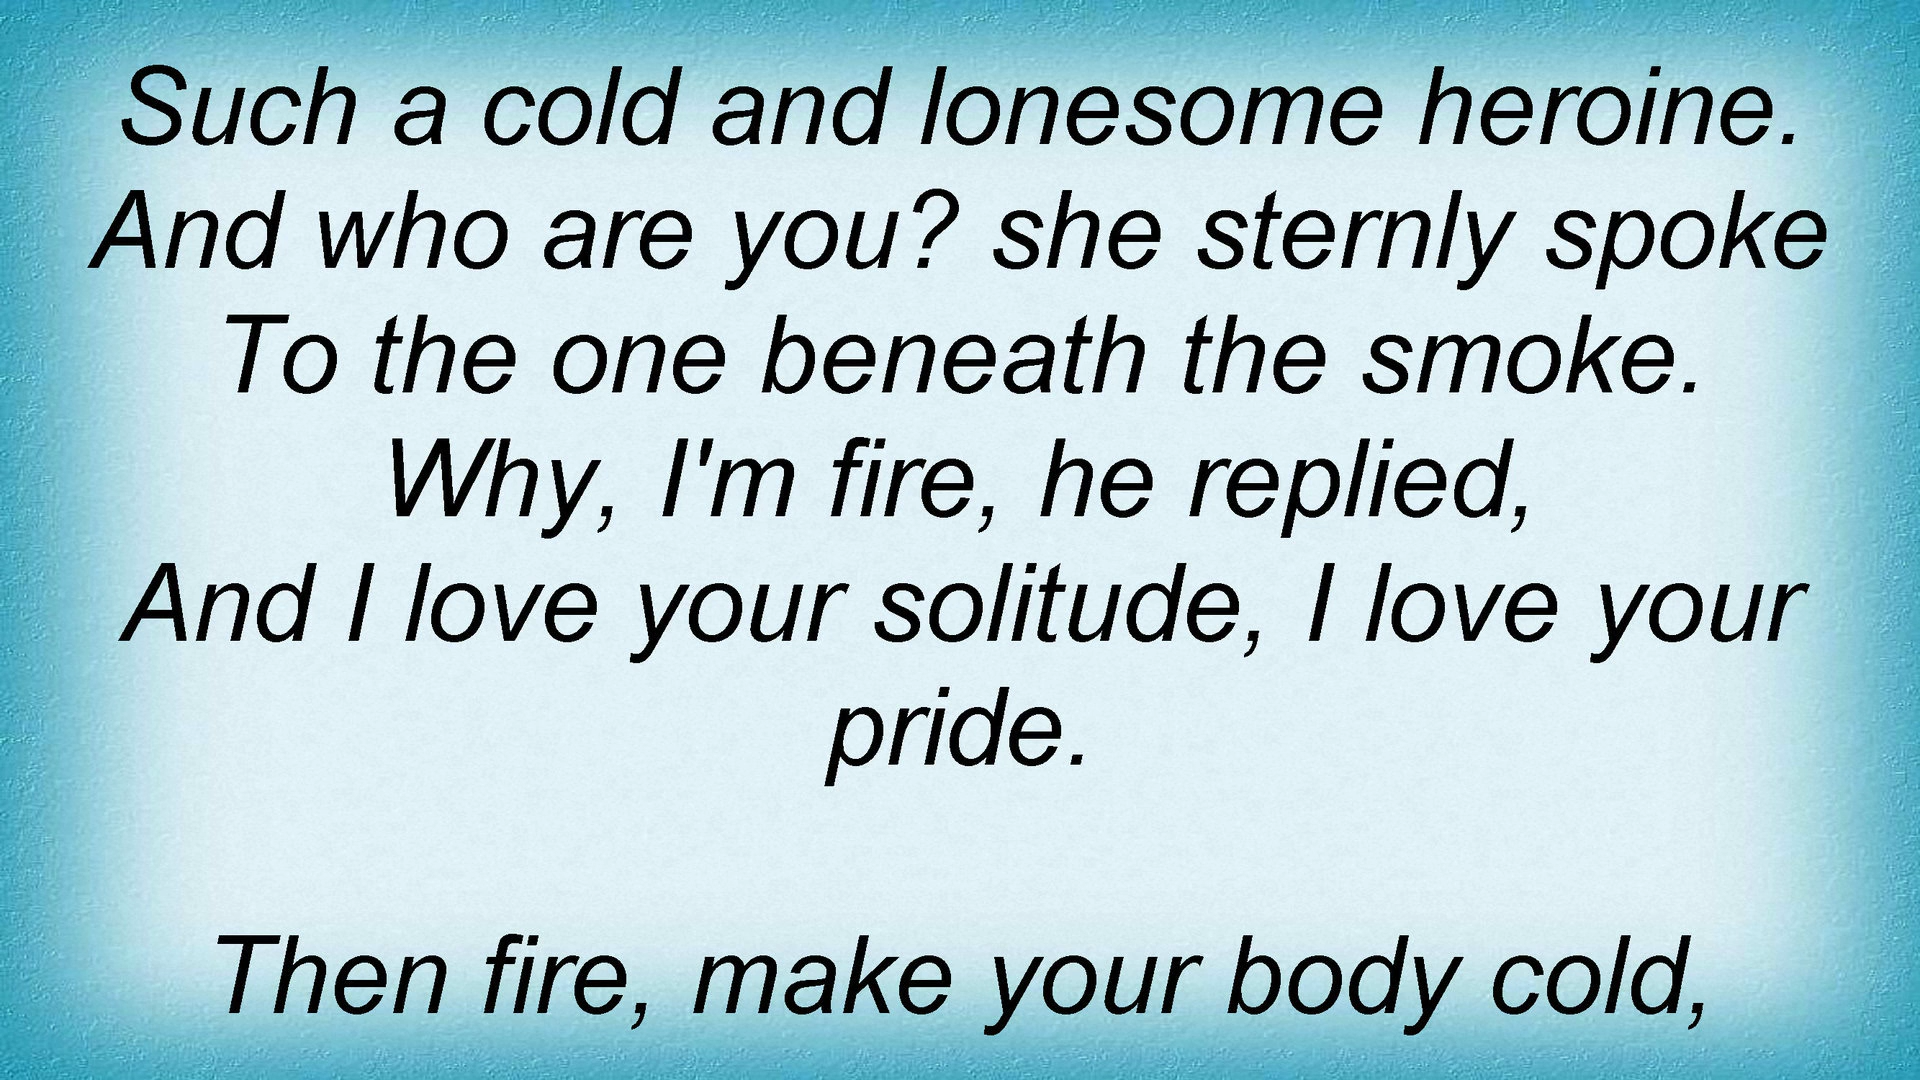 Such a cold and lonesome heroine.
And who are you? she sternly spoke
To the one beneath the smoke.
Why, I'm fire, he replied,
And I love your solitude, I love your
pride.
Then fire, make your body cold,